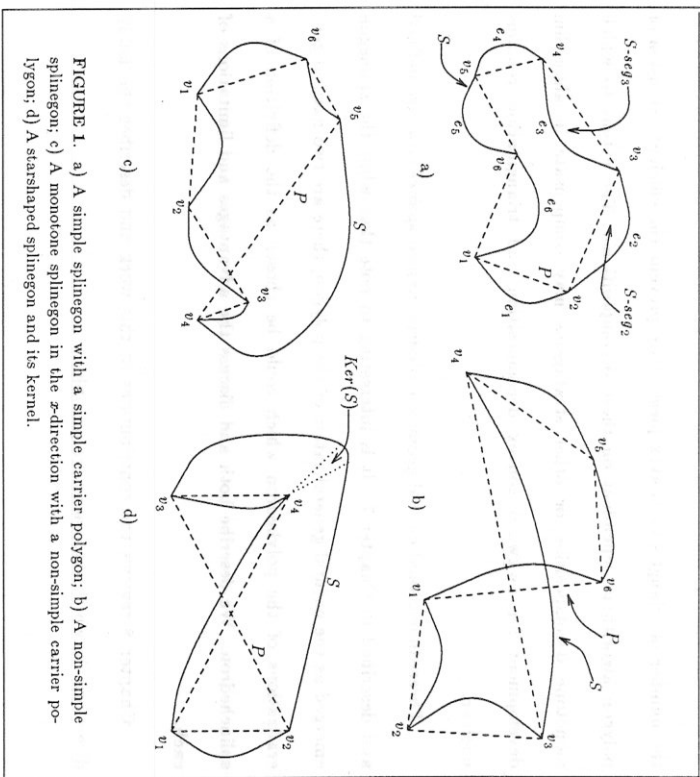 S-seg₃
v₄
e₄
v₃
v₅
e₃
S
e₅
v₆
e₂
e₆
a)
P
S-seg₂
v₁
v₂
e₁
v₅
v₄
v₆
b)
P
S
v₁
v₂
v₃
v₆
v₅
v₁
S
P
v₂
c)
v₃
v₄
Ker(S)
v₄
S
v₃
P
d)
v₂
v₁
FIGURE 1. a) A simple splinegon with a simple carrier polygon; b) A non-simple
splinegon; c) A monotone splinegon in the x-direction with a non-simple carrier po-
lygon; d) A starshaped splinegon and its kernel.